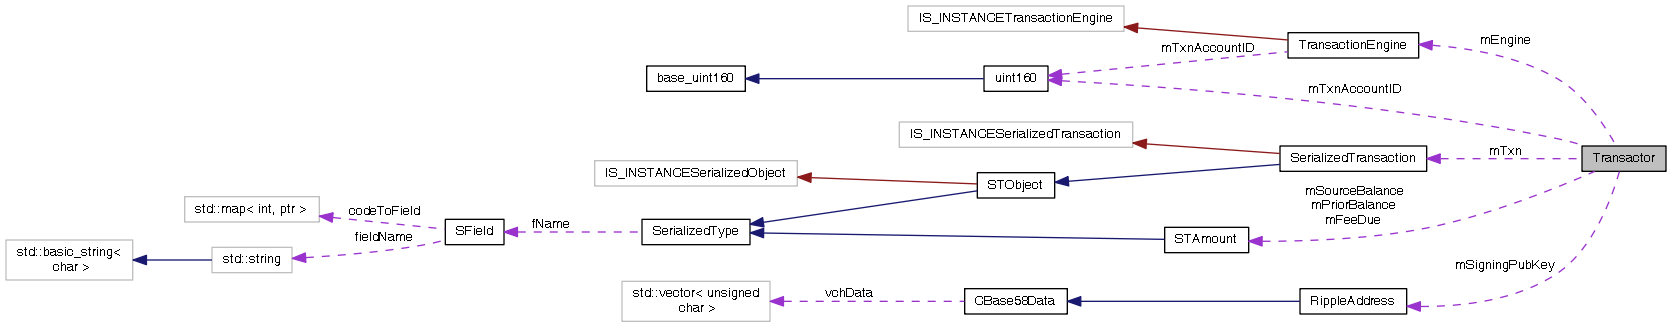 IS_INSTANCETransactionEngine
TransactionEngine
mEngine
mTxnAccountID
base_uint160
uint160
mTxnAccountID
IS_INSTANCESerializedTransaction
SerializedTransaction
mTxn
Transactor
IS_INSTANCESerializedObject
STObject
mSourceBalance
mPriorBalance
mFeeDue
std::map< int, ptr >
codeToField
SField
fName
SerializedType
STAmount
fieldName
std::basic_string<
char >
std::string
mSigningPubKey
std::vector< unsigned
char >
vchData
CBase58Data
RippleAddress